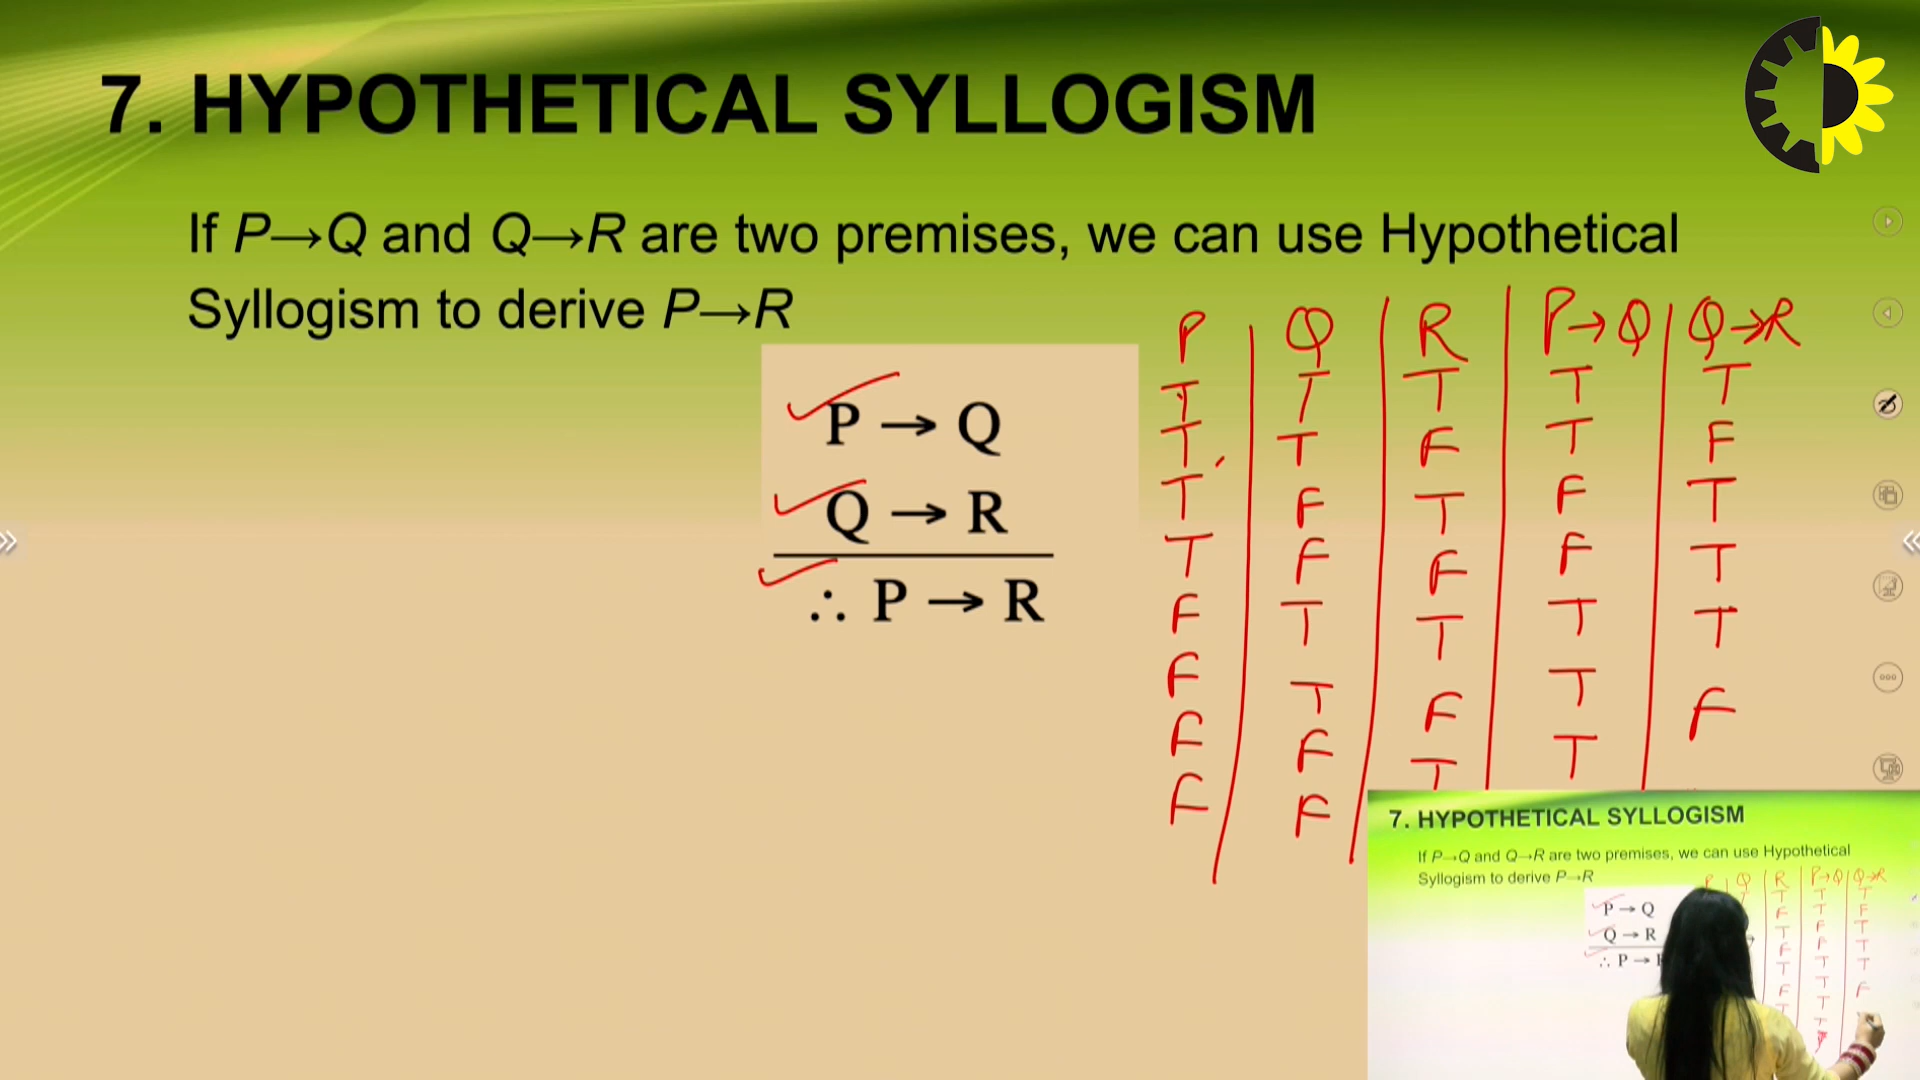 7. HYPOTHETICAL SYLLOGISM
If P→Q and Q→R are two premises, we can use Hypothetical
Syllogism to derive P→R
P → Q
Q → R
∴ P → R
P Q R P→Q Q→R
T T T T T
T T F T F
T F T F T
T F F F T
F T T T T
F T F T F
F F T T
F F
7. HYPOTHETICAL SYLLOGISM
If P→Q and Q→R are two premises, we can use Hypothetical
Syllogism to derive P→R
P → Q
Q → R
∴ P →
P Q R P→Q Q→R
T T T
F T F
T F T
F F T
T T T
F T F
T T